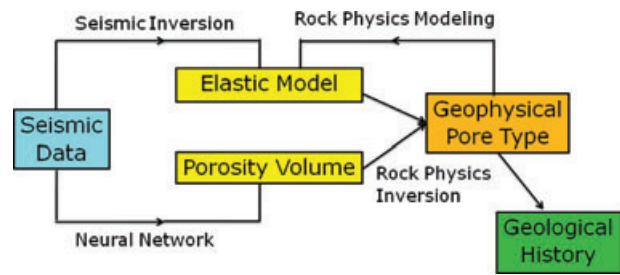 Seismic Inversion
Rock Physics Modeling
Elastic Model
Seismic
Data
Geophysical
Pore Type
Porosity Volume
Rock Physics
Inversion
Neural Network
Geological
History